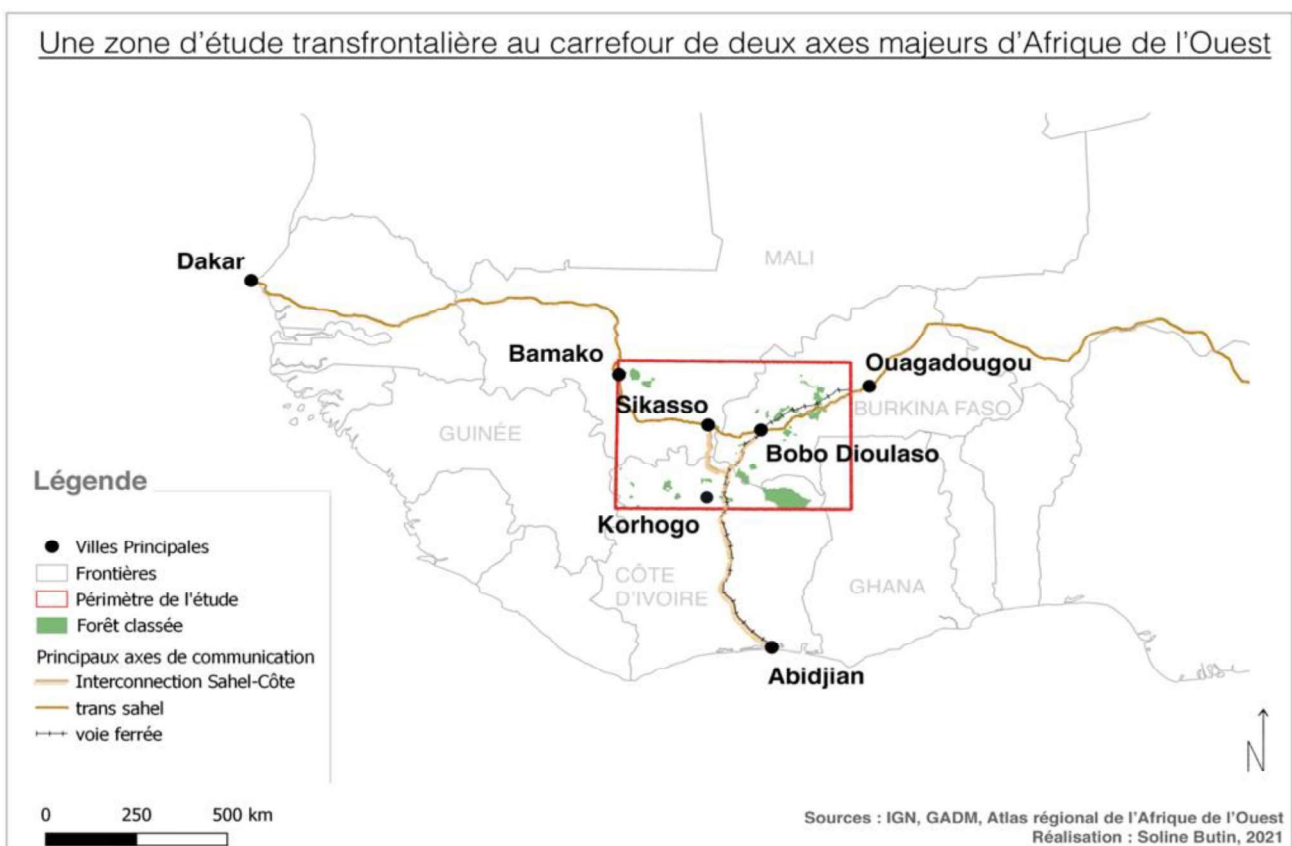 Une zone d'étude transfrontalière au carrefour de deux axes majeurs d'Afrique de l'Ouest
Dakar
MALI
Bamako
Ouagadougou
Sikasso
BURKINA FASO
GUINÉE
Bobo Dioulaso
Korhogo
CÔTE
D'IVOIRE
GHANA
Abidjian
Légende
Villes Principales
Frontières
Périmètre de l'étude
Forêt classée
Principaux axes de communication
Interconnection Sahel-Côte
trans sahel
voie ferrée
N
0 250 500 km
Sources : IGN, GADM, Atlas régional de l'Afrique de l'Ouest
Réalisation : Soline Butin, 2021